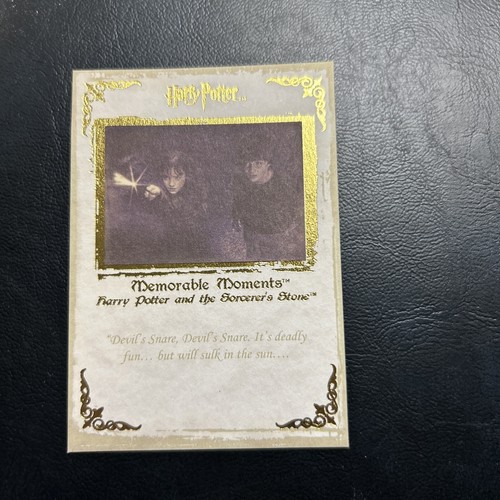 Harry Potter
Memorable Moments™
Harry Potter and the Sorcerer's Stone™
"Devil's Snare, Devil's Snare. It's deadly
fun... but will sulk in the sun....